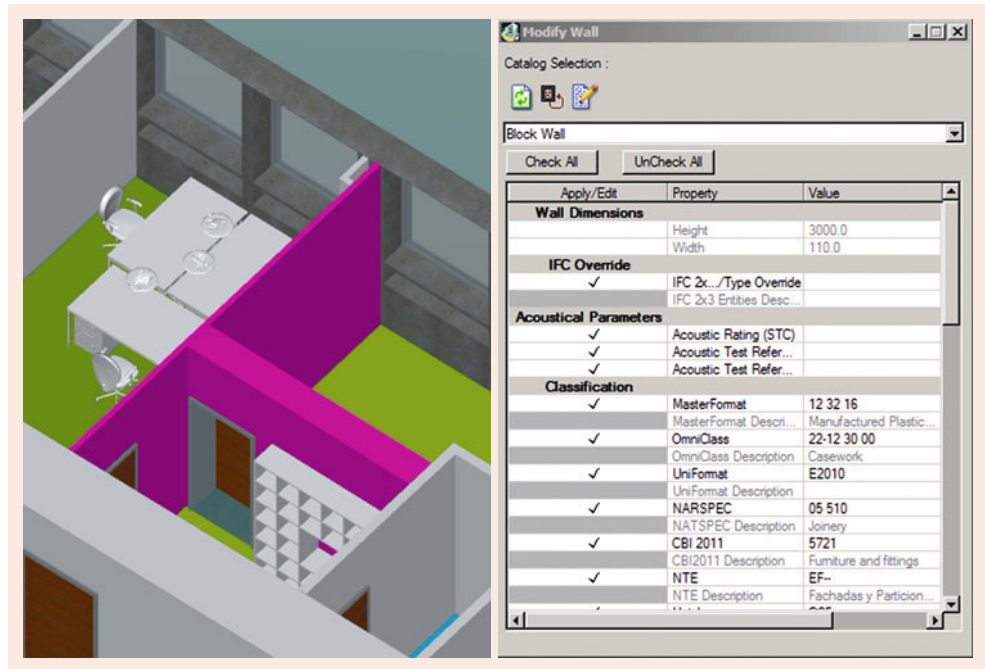 Modify Wall
Catalog Selection :
Block Wall
Check All UnCheck All
Apply/Edit Property Value
Wall Dimensions
Height 3000.0
Width 110.0
IFC Override
✓ IFC 2x.../Type Override
IFC 2x3 Entities Desc...
Acoustical Parameters
✓ Acoustic Rating (STC)
✓ Acoustic Test Refer...
✓ Acoustic Test Refer...
Classification
✓ MasterFormat 12 32 16
MasterFormat Descri... Manufactured Plastic...
✓ OmniClass 22-12 30 00
OmniClass Description Casework
✓ UniFormat E2010
UniFormat Description
✓ NARSPEC 05 510
NATSPEC Description Joinery
✓ CBI 2011 5721
CBI2011 Description Furniture and fittings
✓ NTE EF--
NTE Description Fachadas y Particion...